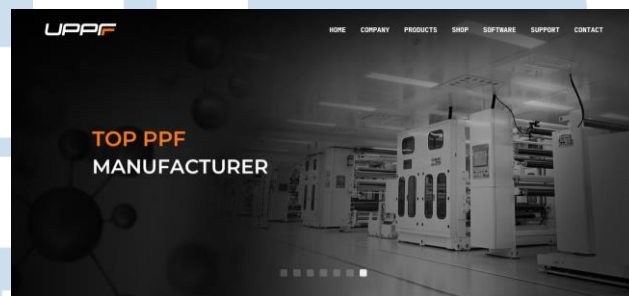 UPPF
HOME COMPANY PRODUCTS SHOP SOFTWARE SUPPORT CONTACT
TOP PPF
MANUFACTURER